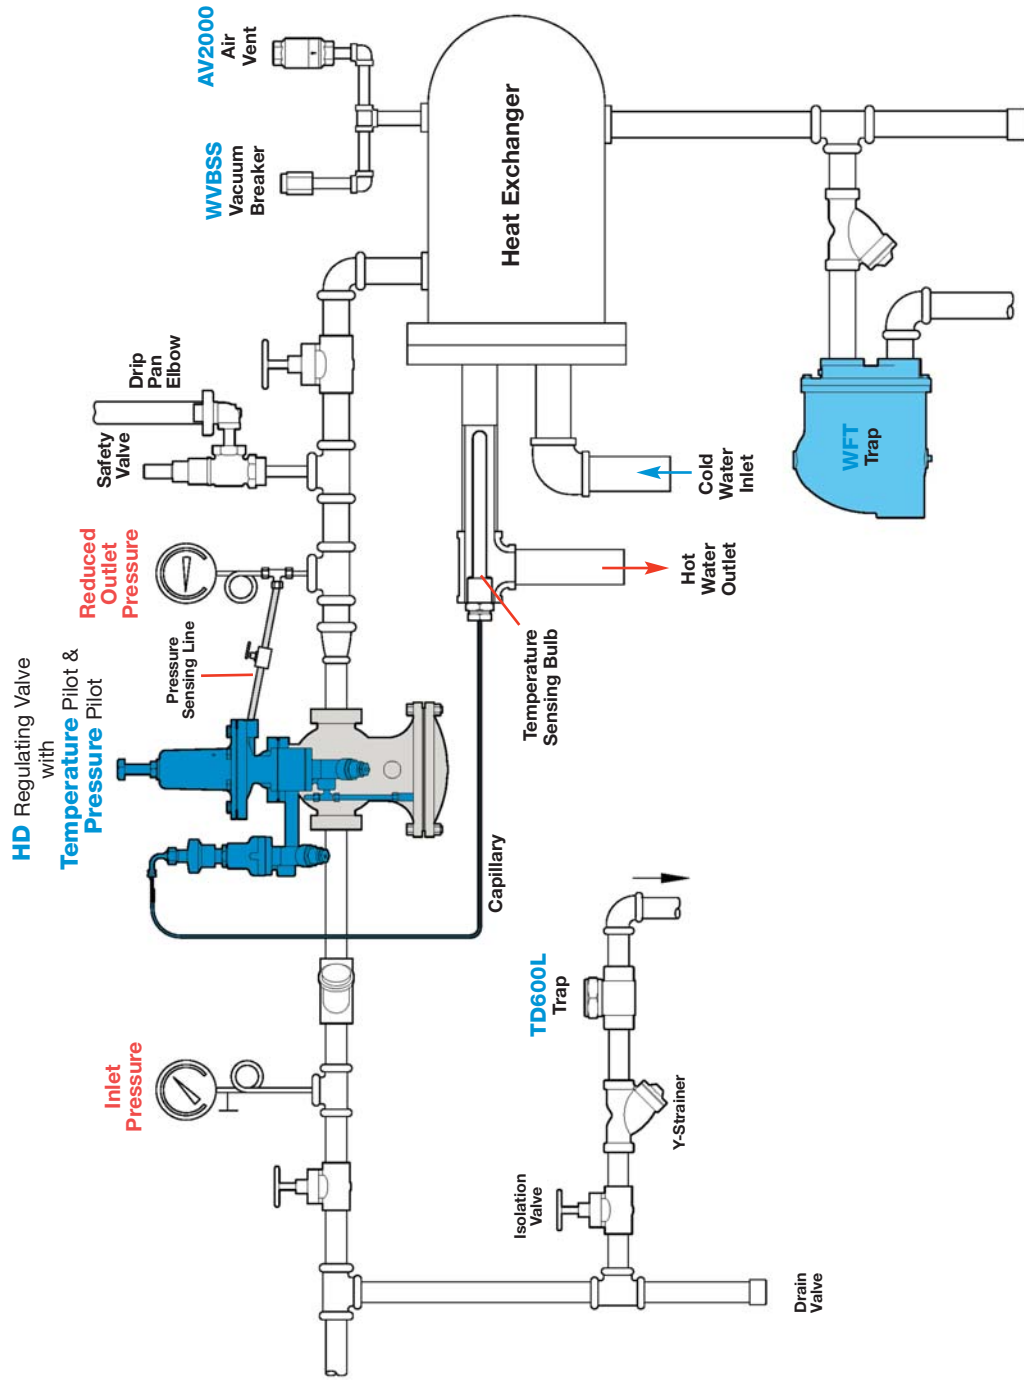 HD Regulating Valve
with
Temperature Pilot &
Pressure Pilot
Inlet
Pressure
Reduced
Outlet
Pressure
Pressure
Sensing Line
Safety
Valve
Drip
Pan
Elbow
WVBSS
Vacuum
Breaker
AV2000
Air
Vent
Heat Exchanger
Capillary
Temperature
Sensing Bulb
Hot
Water
Outlet
Cold
Water
Inlet
WFT
Trap
TD600L
Trap
Isolation
Valve
Y-Strainer
Drain
Valve